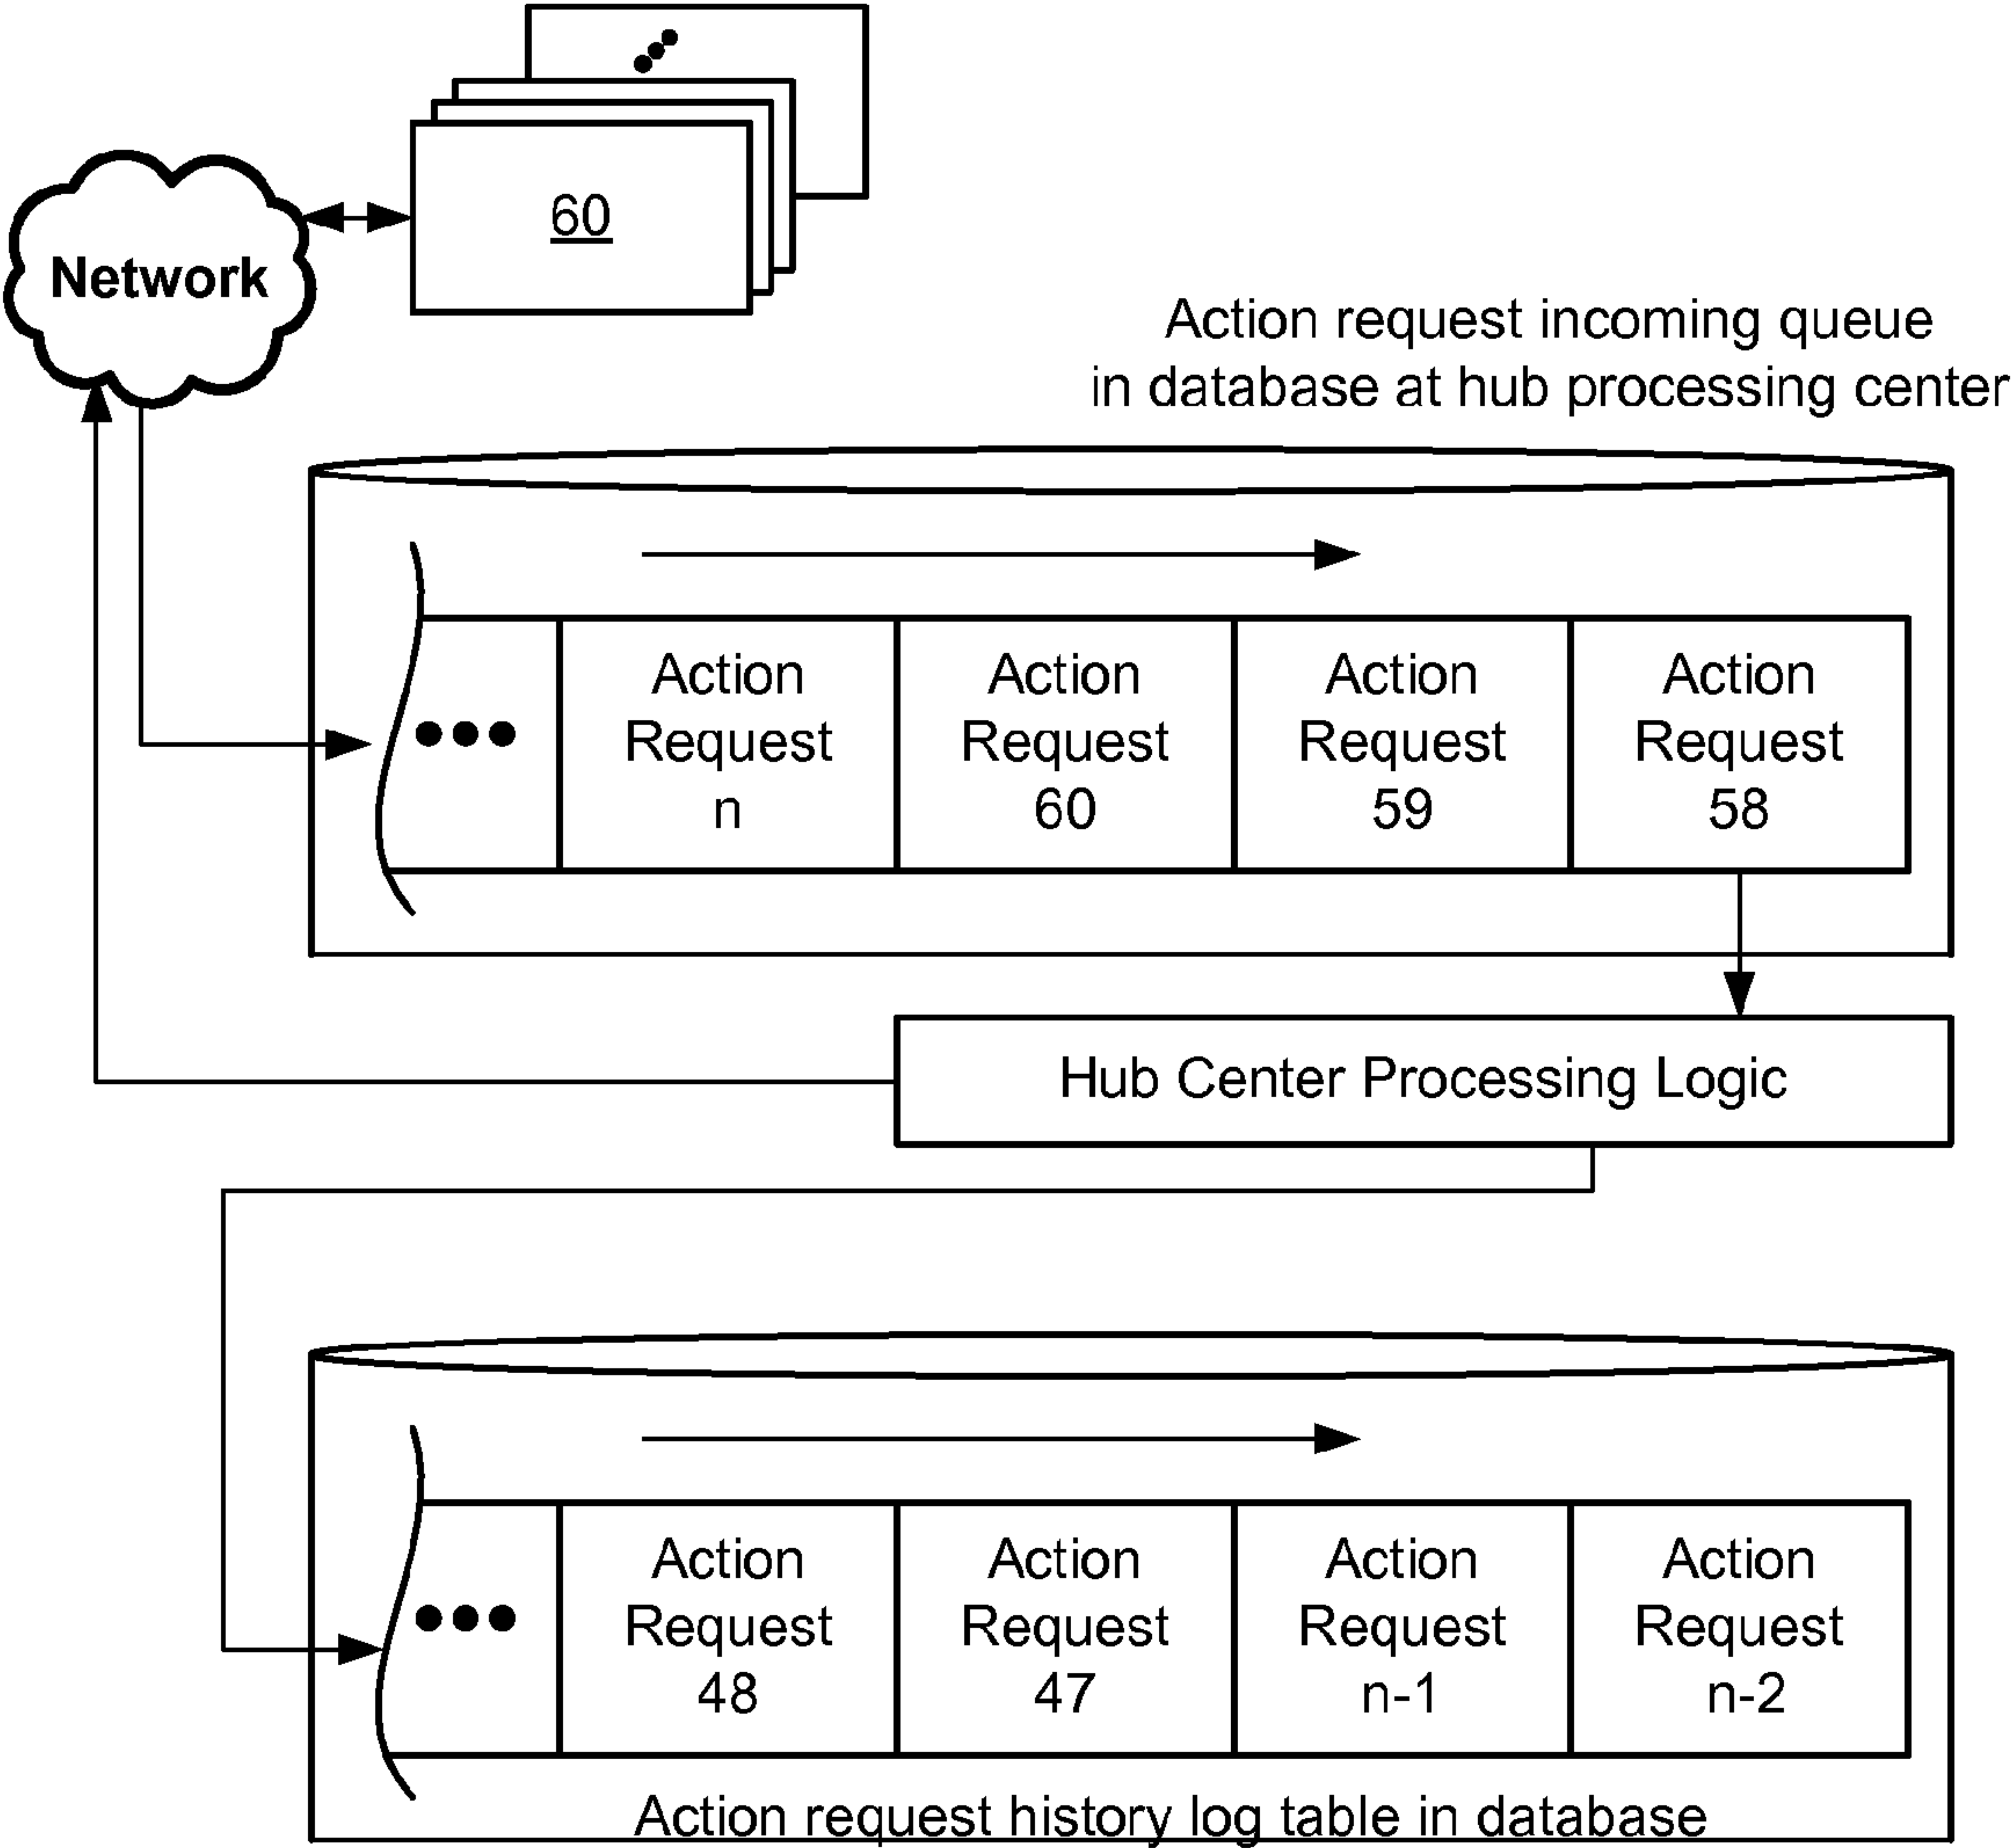 60
Network
Action request incoming queue
in database at hub processing center
Action
Request
n
Action
Request
60
Action
Request
59
Action
Request
58
Hub Center Processing Logic
Action
Request
48
Action
Request
47
Action
Request
n-1
Action
Request
n-2
Action request history log table in database